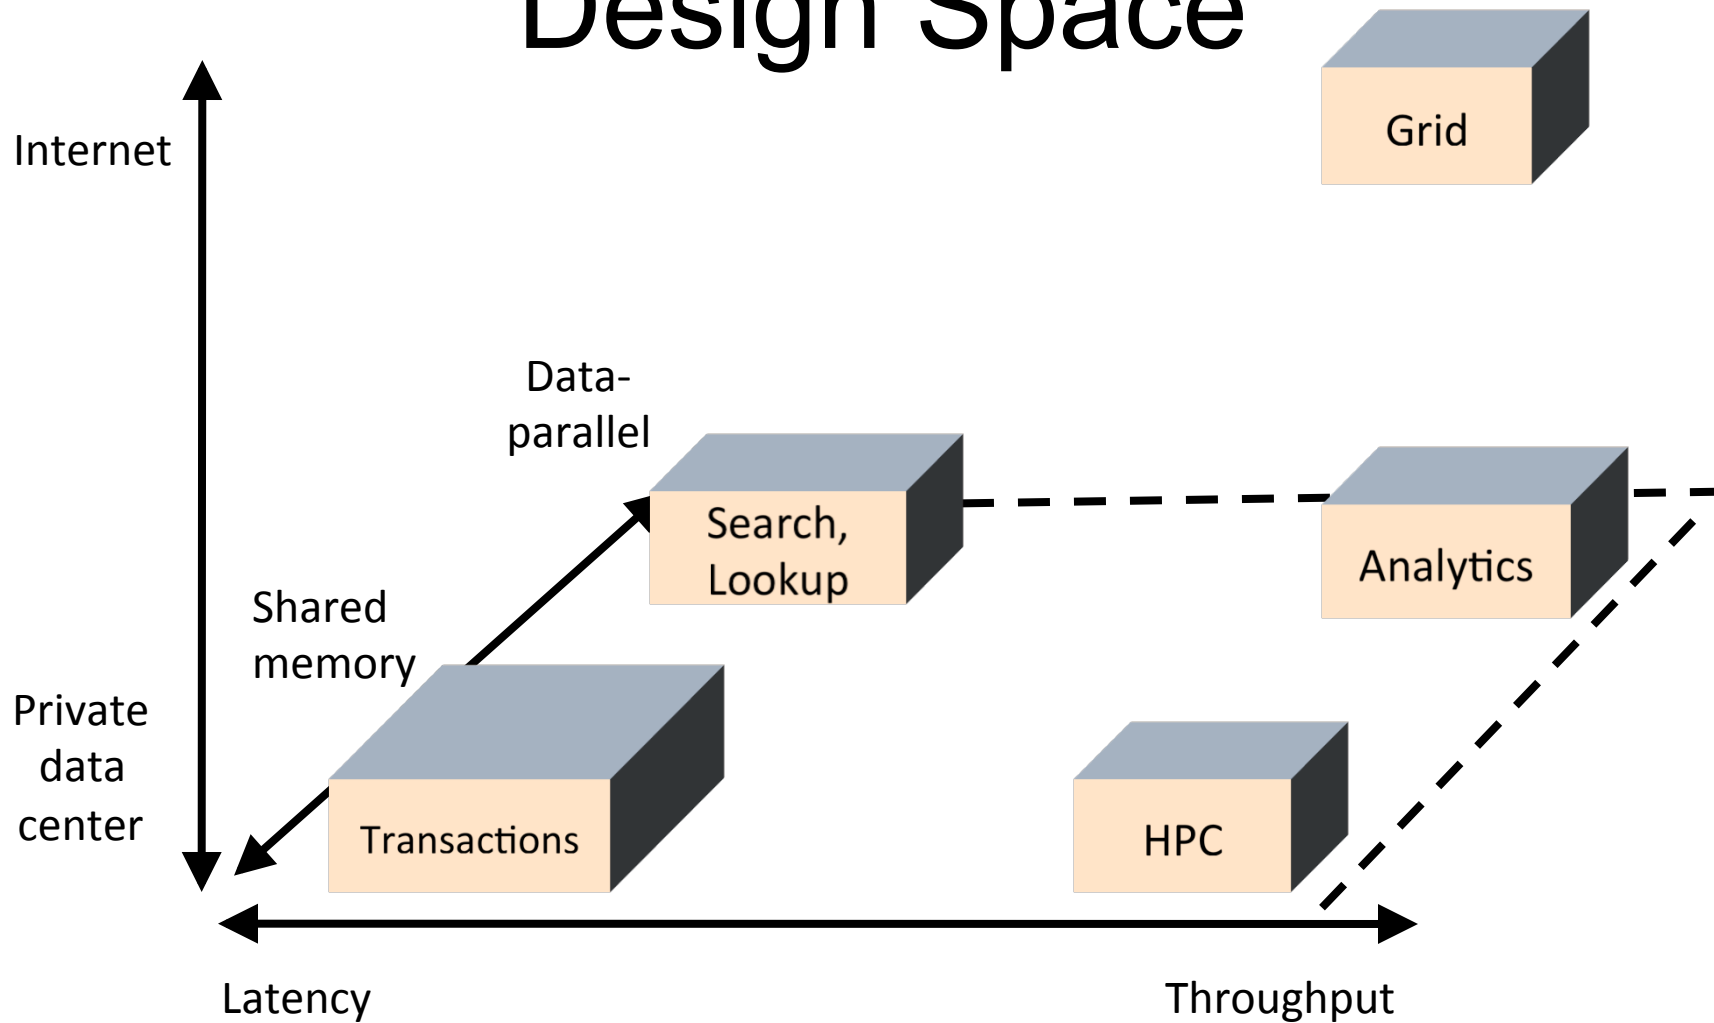 Design Space
Grid
Internet
Data-
parallel
Search,
Lookup
Analytics
Shared
memory
Private
data
center
Transactions
HPC
Latency
Throughput